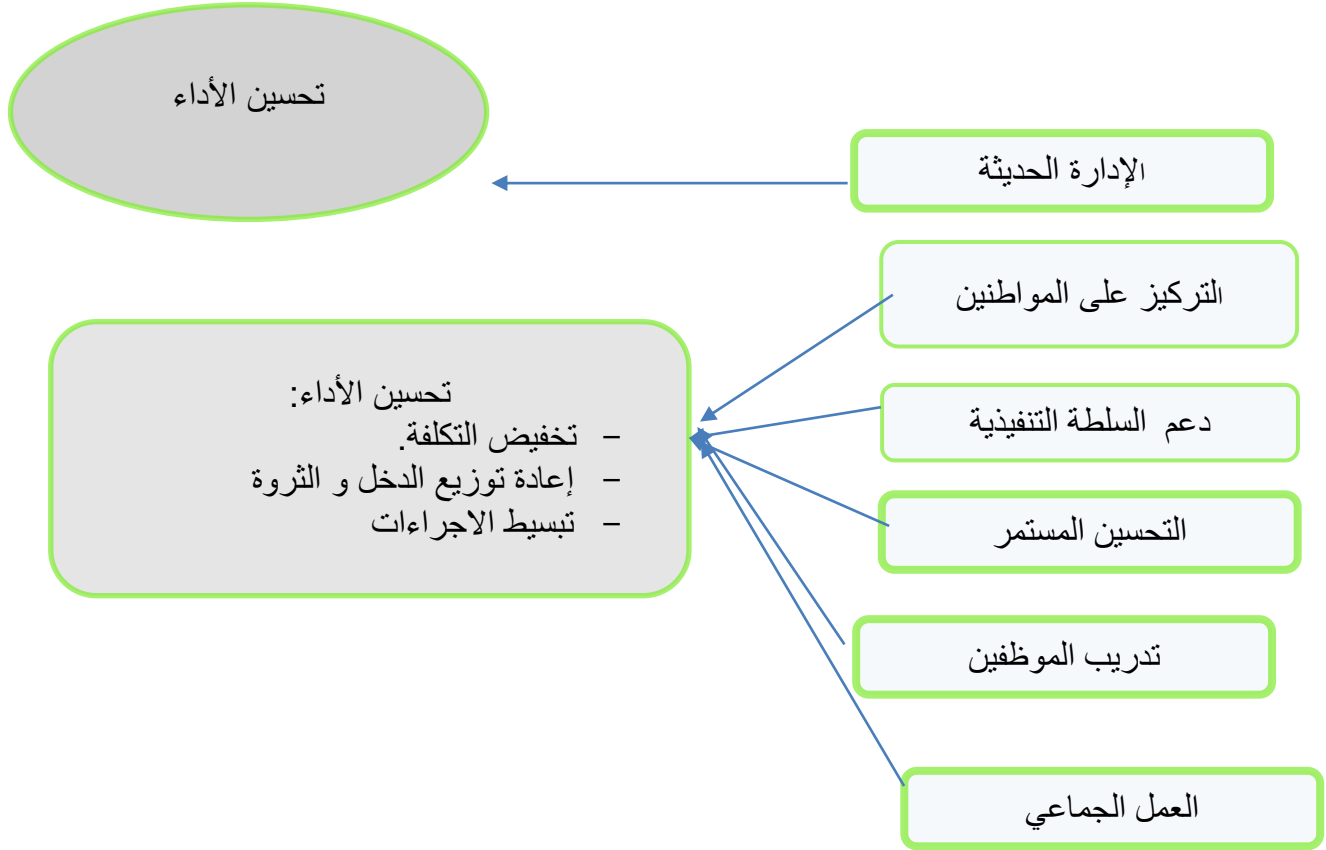 تحسين الأداء
الإدارة الحديثة
التركيز على المواطنين
دعم السلطة التنفيذية
تحسين الأداء:
- تخفيض التكلفة.
- إعادة توزيع الدخل و الثروة
- تبسيط الاجراءات
التحسين المستمر
تدريب الموظفين
العمل الجماعي